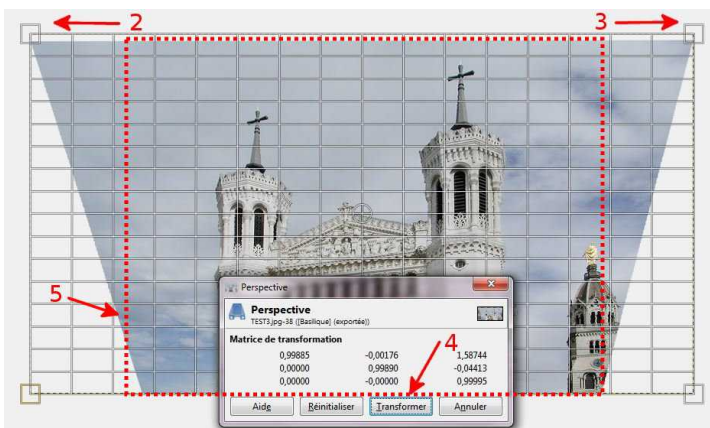 2
3
5
Perspective
Perspective
TEST3.jpg-38 ([Basilique] (exportée))
Matrice de transformation
4
0,99885 -0,00176 1,58744
0,00000 0,99890 -0,04413
0,00000 -0,00000 0,99995
Aide Réinitialiser Transformer Annuler